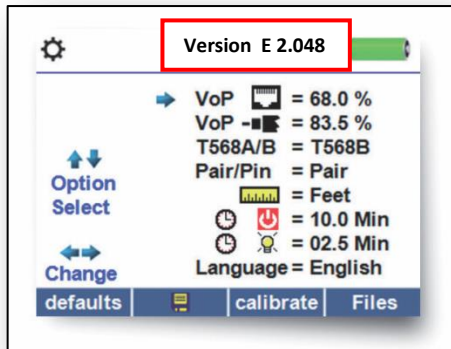 Version E 2.048
VoP = 68.0 %
VoP = 83.5 %
T568A/B = T568B
Pair/Pin = Pair
= Feet
= 10.0 Min
= 02.5 Min
Language = English
Option
Select
Change
defaults calibrate Files